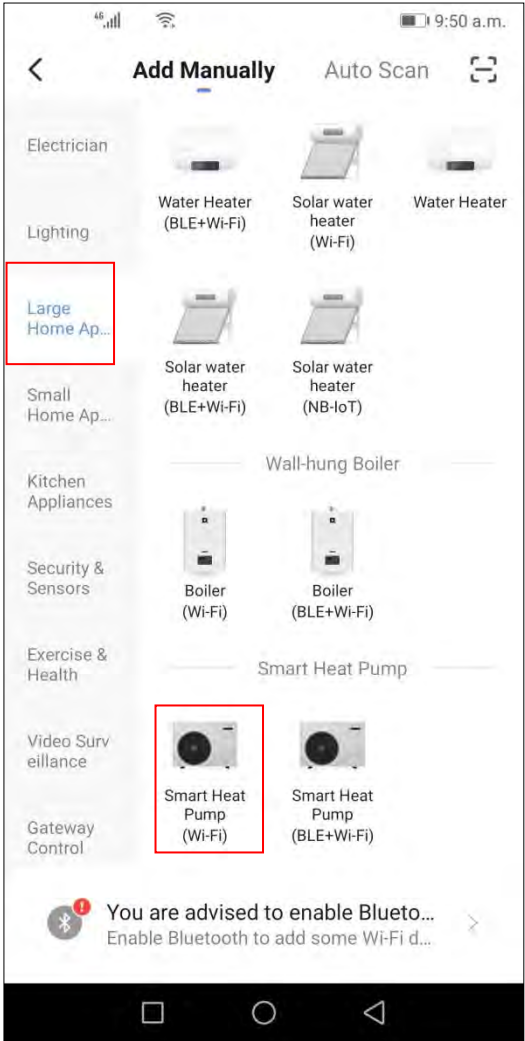 46 9:50 a.m.
Add Manually Auto Scan
Electrician
Lighting
Large
Home Ap...
Small
Home Ap...
Kitchen
Appliances
Security &
Sensors
Exercise &
Health
Video Surv
eillance
Gateway
Control
Water Heater
(BLE+Wi-Fi)
Solar water
heater
(Wi-Fi)
Water Heater
Solar water
heater
(BLE+Wi-Fi)
Solar water
heater
(NB-IoT)
Wall-hung Boiler
Boiler
(Wi-Fi)
Boiler
(BLE+Wi-Fi)
Smart Heat Pump
Smart Heat
Pump
(Wi-Fi)
Smart Heat
Pump
(BLE+Wi-Fi)
You are advised to enable Blueto...
Enable Bluetooth to add some Wi-Fi d...